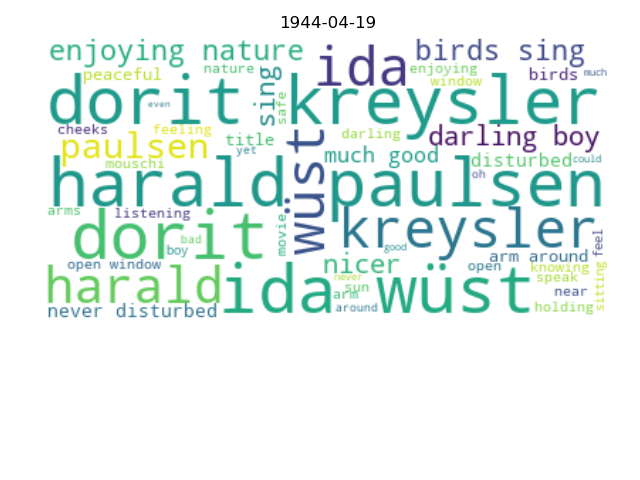 1944-04-19
enjoying nature
ida
birds sing
peaceful
nature
sing
enjoying
window
birds
much
dorit kreysler
even
safe
cheeks
feeling
wüst
darling
darling boy
paulsen
title
yet
much good
disturbed
could
mouschi
harald paulsen
oh
arms
listening
dorit
bad
boy
movie
good
kreysler
arm around
feel
open window
nicer
open
knowing
harald
ida wüst
never
sun
arm
speak
near
sitting
never disturbed
around
holding